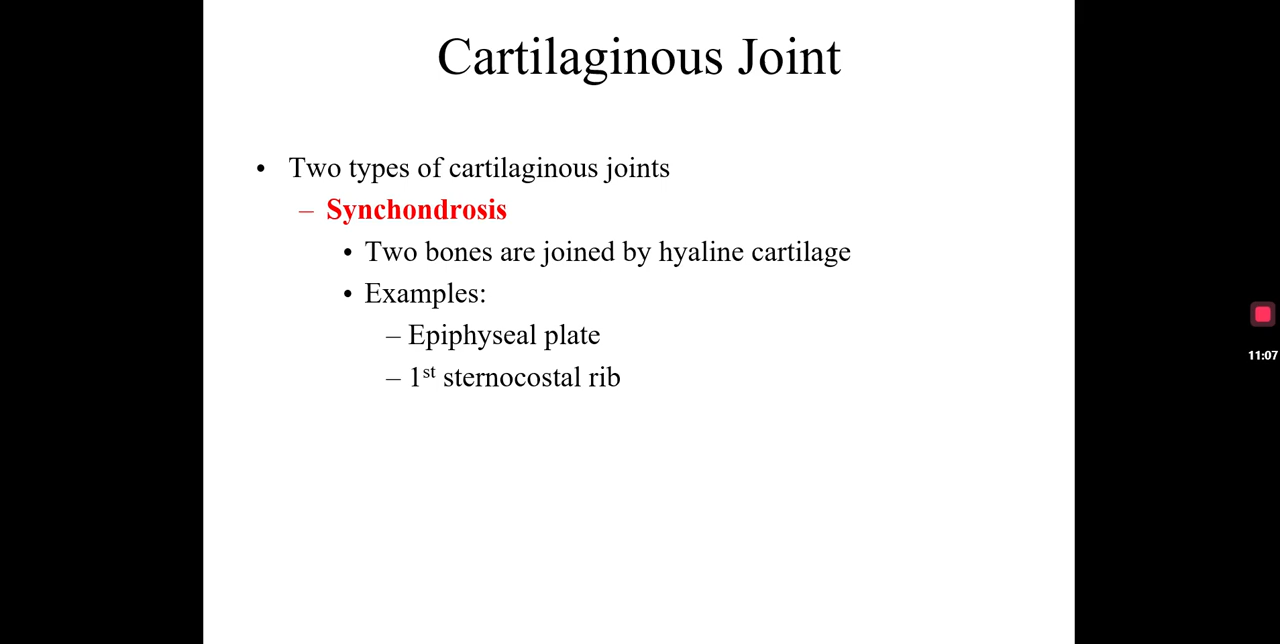 Cartilaginous Joint
• Two types of cartilaginous joints
– Synchondrosis
• Two bones are joined by hyaline cartilage
• Examples:
– Epiphyseal plate
– 1st sternocostal rib
11:07